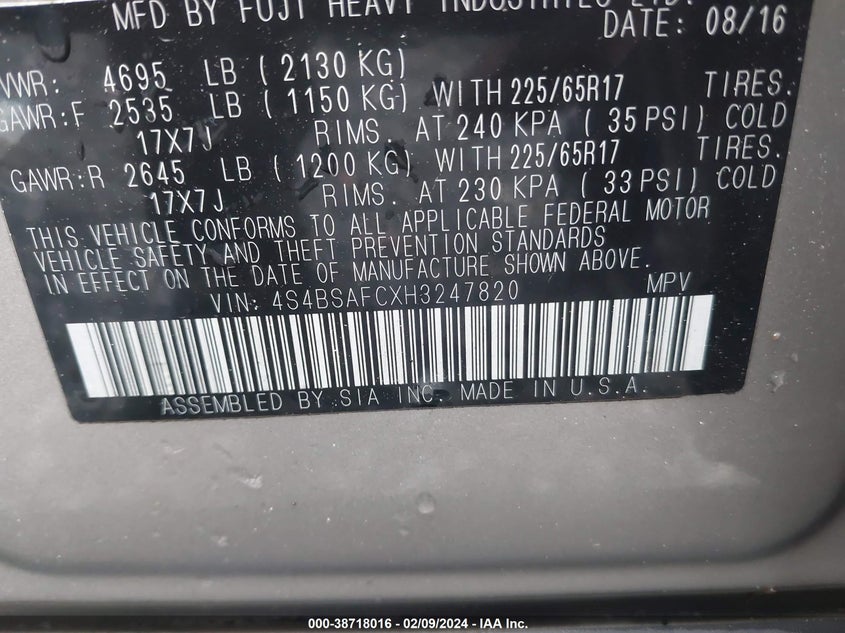 MFD BY FUJI HEAVY INDUSTRIES LTD.
DATE: 08/16
VWR: 4695 LB ( 2130 KG)
GAWR:F 2535 LB ( 1150 KG) WITH 225/65R17 TIRES.
17X7J RIMS. AT 240 KPA ( 35 PSI) COLD
GAWR:R 2645 LB ( 1200 KG) WITH 225/65R17 TIRES.
17X7J RIMS. AT 230 KPA ( 33 PSI) COLD
THIS VEHICLE CONFORMS TO ALL APPLICABLE FEDERAL MOTOR
VEHICLE SAFETY AND THEFT PREVENTION STANDARDS
IN EFFECT ON THE DATE OF MANUFACTURE SHOWN ABOVE.
VIN: 4S4BSAFCXH3247820 MPV
ASSEMBLED BY SIA INC. MADE IN U.S.A.
000-38718016 - 02/09/2024 - IAA Inc.